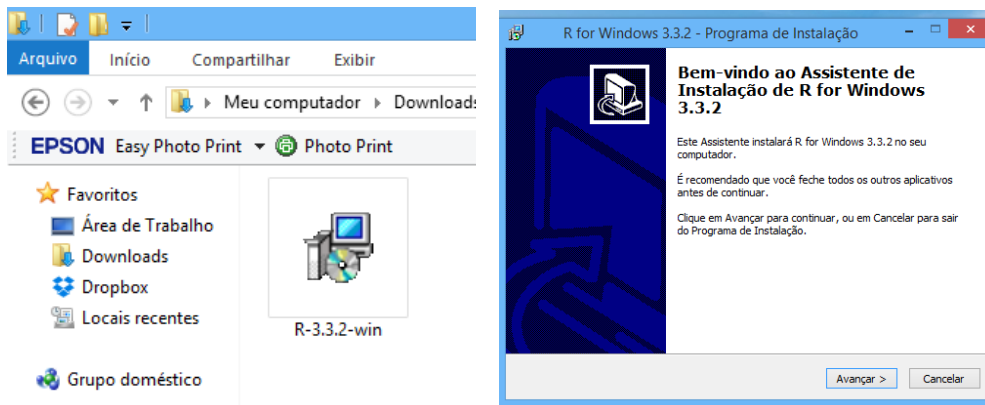 Arquivo Início Compartilhar Exibir
Meu computador Downloads
EPSON Easy Photo Print Photo Print
Favoritos
Área de Trabalho
Downloads
Dropbox
Locais recentes
Grupo doméstico
R-3.3.2-win
R for Windows 3.3.2 - Programa de Instalação
Bem-vindo ao Assistente de
Instalação de R for Windows
3.3.2
Este Assistente instalará R for Windows 3.3.2 no seu
computador.
É recomendado que você feche todos os outros aplicativos
antes de continuar.
Clique em Avançar para continuar, ou em Cancelar para sair
do Programa de Instalação.
Avançar > Cancelar